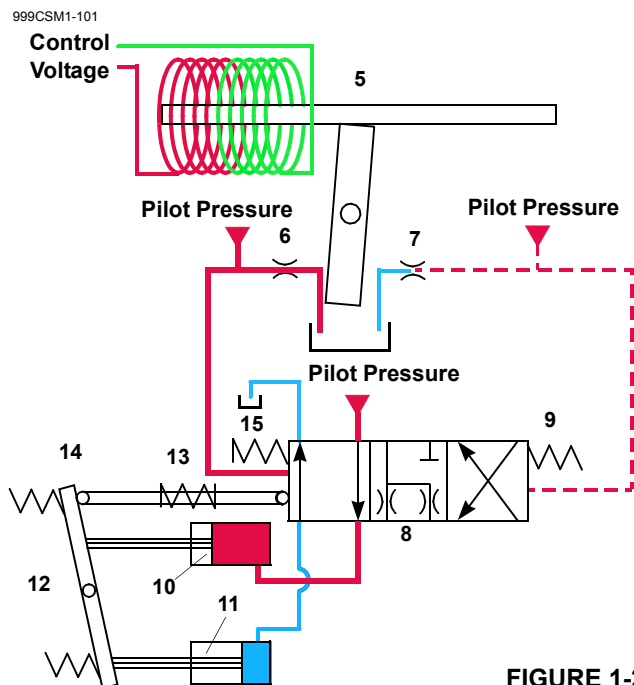 999CSM1-101
Control
Voltage
5
Pilot Pressure
6
7
Pilot Pressure
Pilot Pressure
15
9
14
13
8
10
12
11
FIGURE 1-2